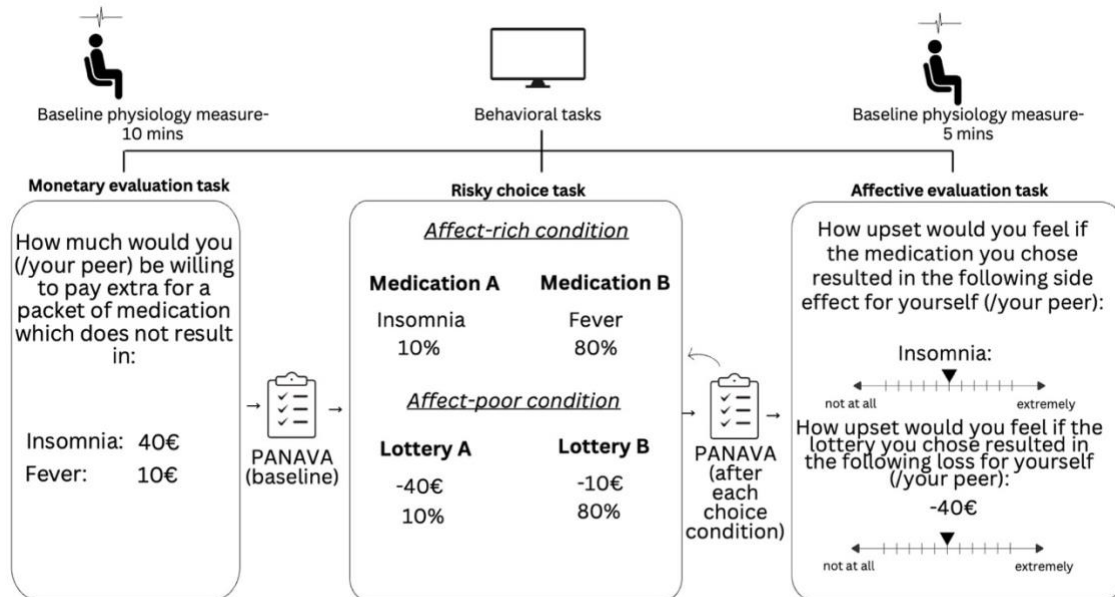 Baseline physiology measure-
10 mins
Behavioral tasks
Baseline physiology measure-
5 mins
Monetary evaluation task
How much would you
(/your peer) be willing
to pay extra for a
packet of medication
which does not result
in:
Insomnia: 40€
Fever: 10€
PANAVA
(baseline)
Risky choice task
Affect-rich condition
Medication A Medication B
Insomnia Fever
10% 80%
Affect-poor condition
Lottery A Lottery B
-40€ -10€
10% 80%
PANAVA
(after
each
choice
condition)
Affective evaluation task
How upset would you feel if
the medication you chose
resulted in the following side
effect for yourself (/your peer):
Insomnia:
not at all extremely
How upset would you feel if the
lottery you chose resulted in
the following loss for yourself
(/your peer):
-40€
not at all extremely